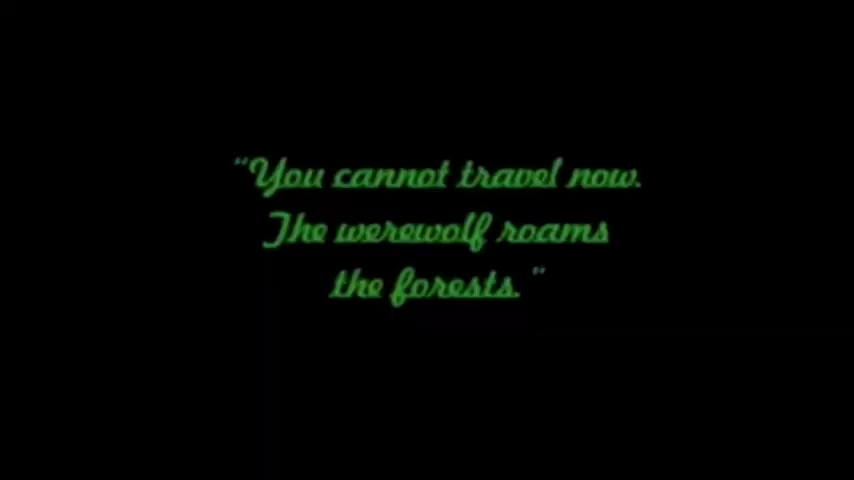 "You cannot travel now.
The werewolf roams
the forests."